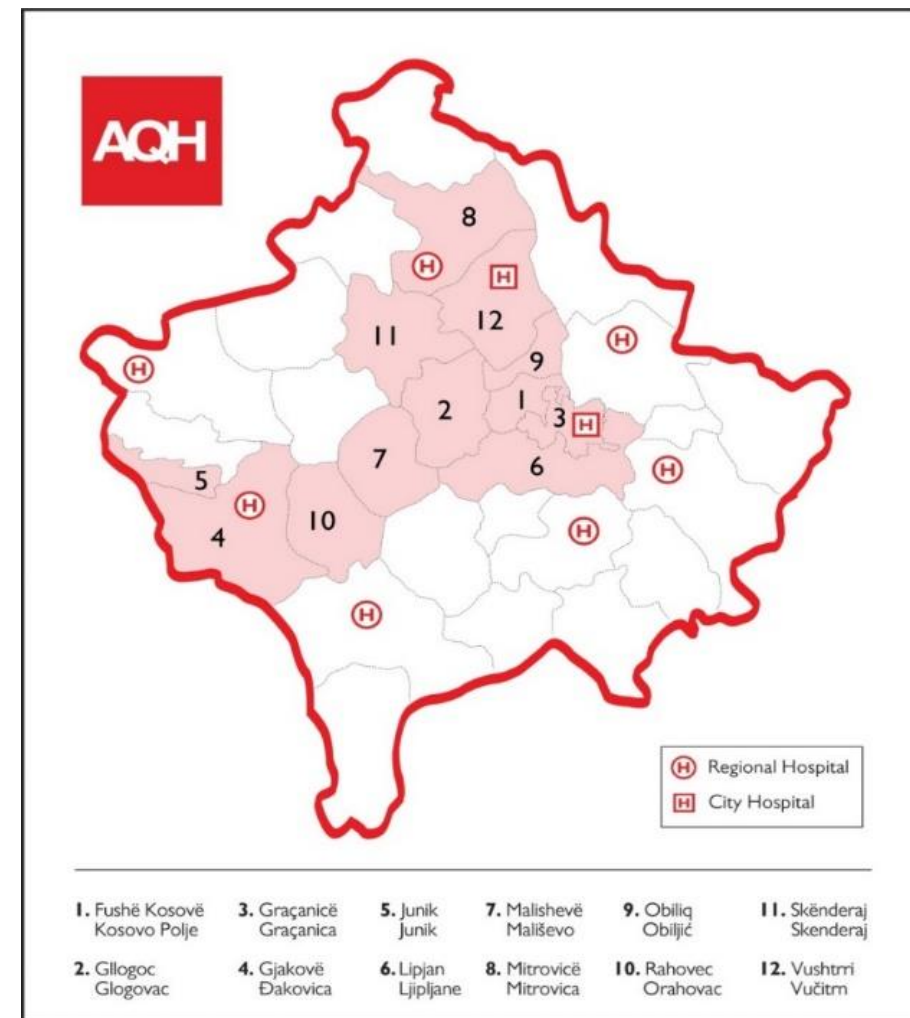 AQH
8
H
H
11
12
9
H
H
2
1
3
H
7
6
H
5
H
10
4
H
H
H Regional Hospital
H City Hospital
1. Fushë Kosovë
Kosovo Polje
2. Gllogoc
Glogovac
3. Graçanicë
Graçanica
4. Gjakovë
Đakovica
5. Junik
Junik
6. Lipjan
Ljipljane
7. Malishevë
Mališevo
8. Mitrovicë
Mitrovica
9. Obiliq
Obiljić
10. Rahovec
Orahovac
11. Skënderaj
Skenderaj
12. Vushtrri
Vučitrn